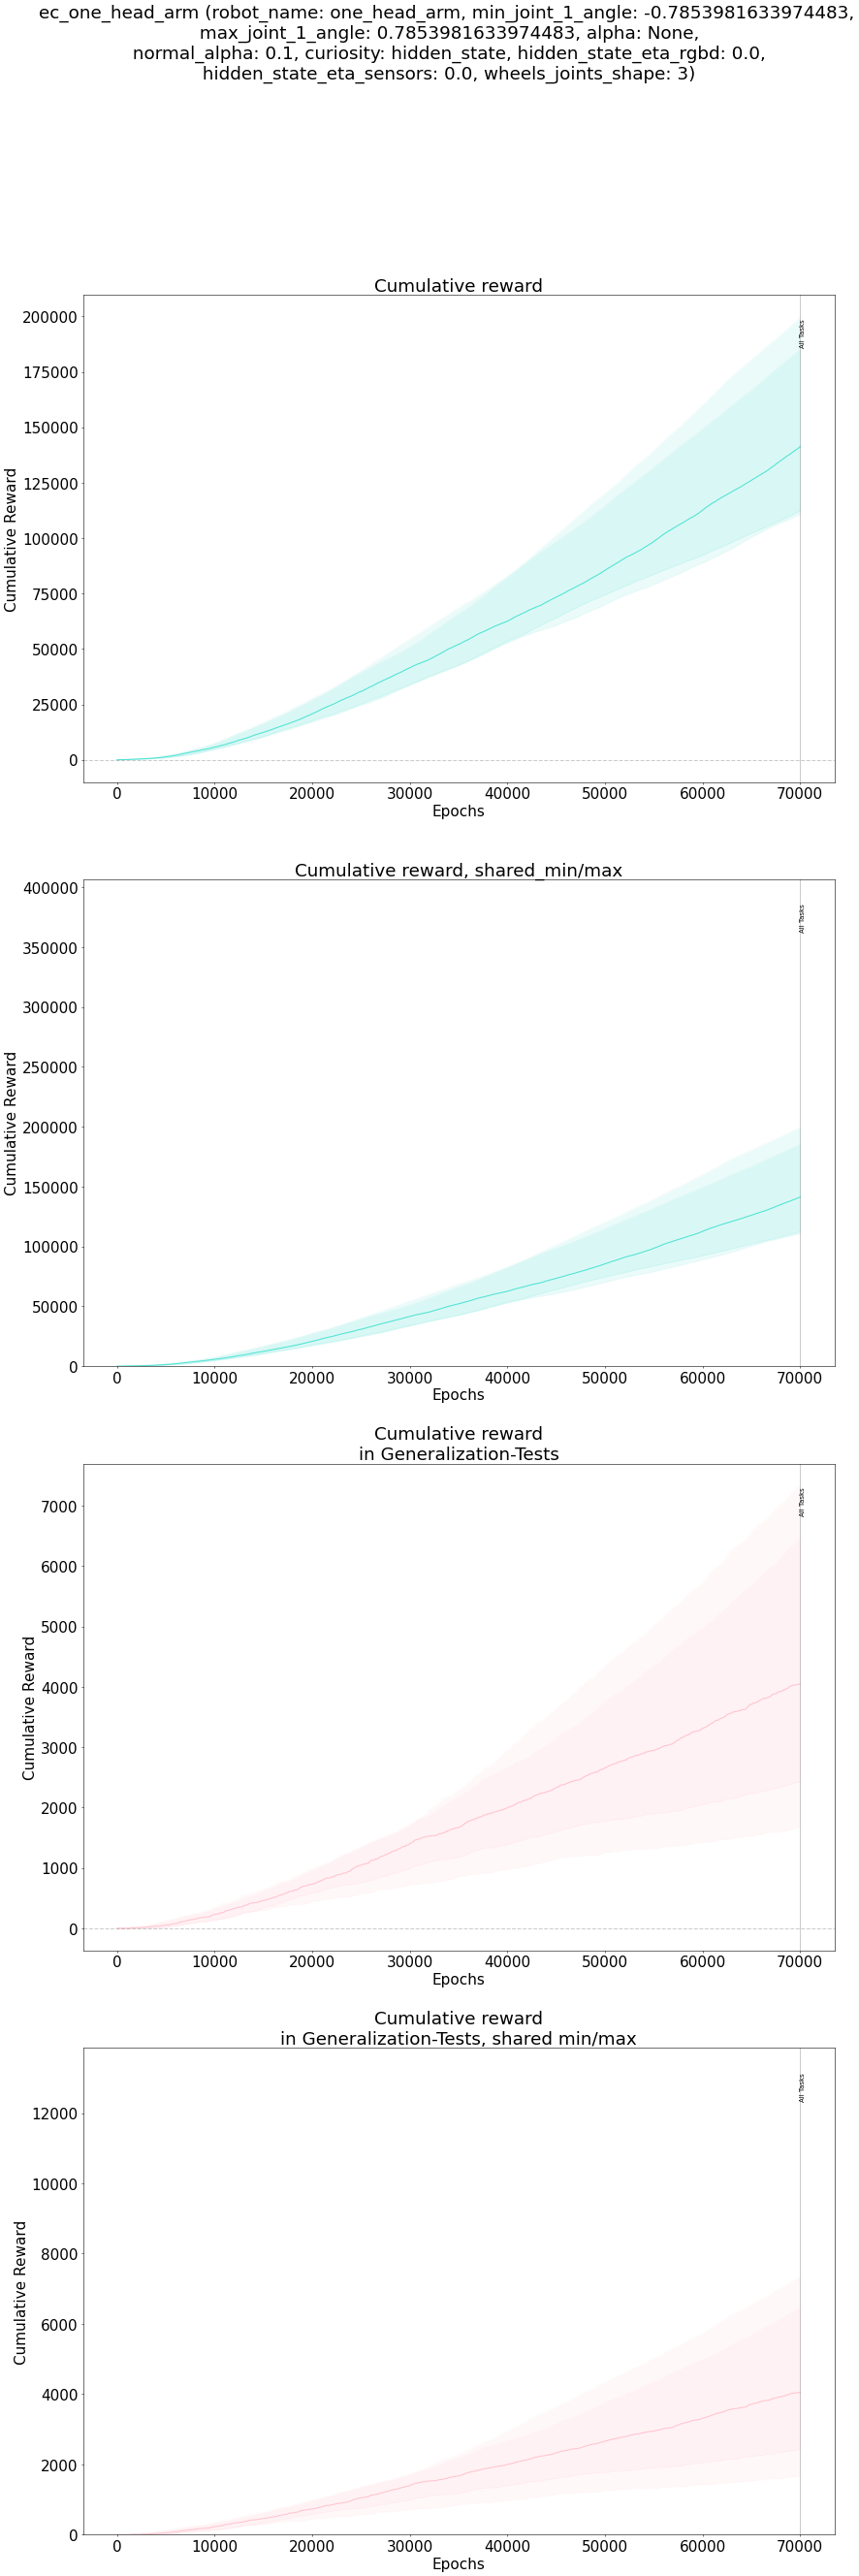 ec_one_head_arm (robot_name: one_head_arm, min_joint_1_angle: -0.7853981633974483,
max_joint_1_angle: 0.7853981633974483, alpha: None,
normal_alpha: 0.1, curiosity: hidden_state, hidden_state_eta_rgbd: 0.0,
hidden_state_eta_sensors: 0.0, wheels_joints_shape: 3)
Cumulative reward
200000
175000
150000
125000
100000
75000
50000
25000
0
Cumulative Reward
All Tasks
0 10000 20000 30000 40000 50000 60000 70000
Epochs
Cumulative reward, shared_min/max
400000
350000
300000
250000
200000
150000
100000
50000
0
Cumulative Reward
All Tasks
0 10000 20000 30000 40000 50000 60000 70000
Epochs
Cumulative reward
in Generalization-Tests
7000
6000
5000
4000
3000
2000
1000
0
Cumulative Reward
All Tasks
0 10000 20000 30000 40000 50000 60000 70000
Epochs
Cumulative reward
in Generalization-Tests, shared min/max
12000
10000
8000
6000
4000
2000
0
Cumulative Reward
All Tasks
0 10000 20000 30000 40000 50000 60000 70000
Epochs